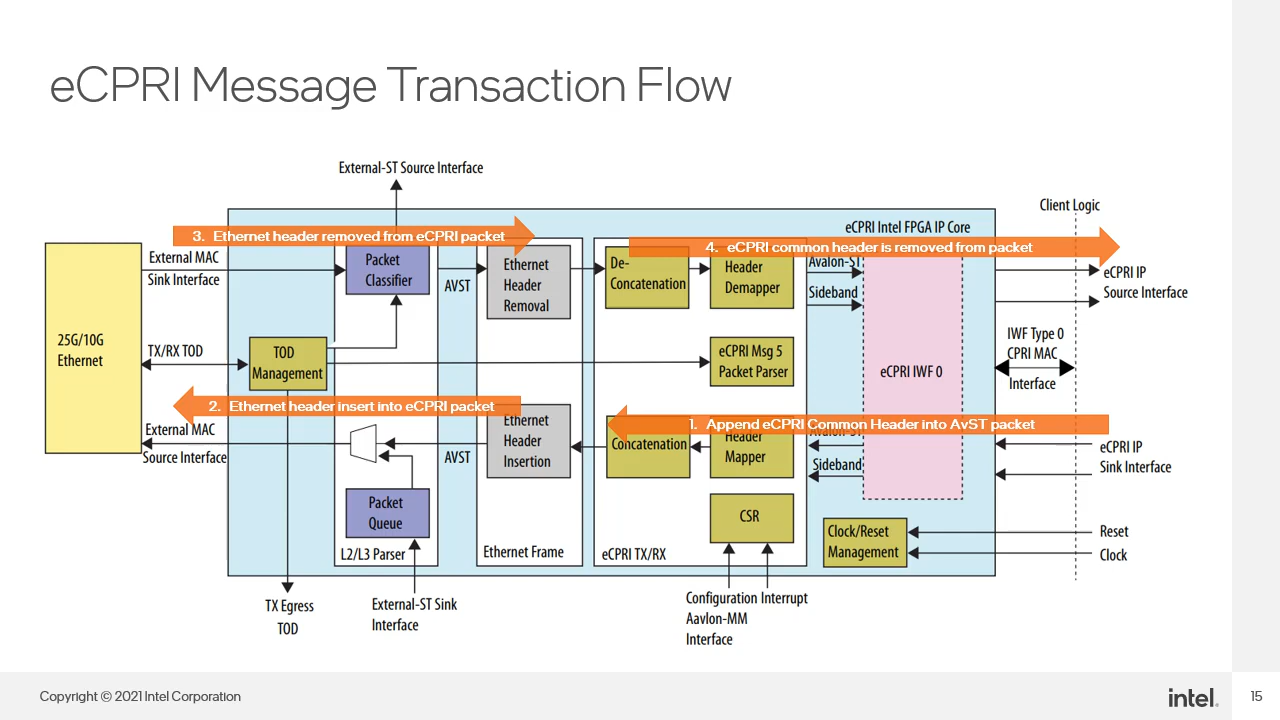 eCPRI Message Transaction Flow
External-ST Source Interface
Client Logic
eCPRI Intel FPGA IP Core
3. Ethernet header removed from eCPRI packet
4. eCPRI common header is removed from packet
External MAC
Sink Interface
Packet
Classifier
AVST
Ethernet
Header
Removal
De-
Concatenation
Header
Demapper
Avalon-ST
Sideband
eCPRI IP
Source Interface
25G/10G
Ethernet
TX/RX TOD
TOD
Management
eCPRI Msg 5
Packet Parser
eCPRI IWF 0
IWF Type 0
CPRI MAC
Interface
2. Ethernet header insert into eCPRI packet
1. Append eCPRI Common Header into AvST packet
External MAC
Source Interface
AVST
Ethernet
Header
Insertion
Concatenation
Header
Mapper
Avalon-ST
Sideband
eCPRI IP
Sink Interface
Packet
Queue
L2/L3 Parser
Ethernet Frame
eCPRI TX/RX
CSR
Clock/Reset
Management
Reset
Clock
TX Egress
TOD
External-ST Sink
Interface
Configuration Interrupt
Aavlon-MM
Interface
Copyright © 2021 Intel Corporation
intel.
15